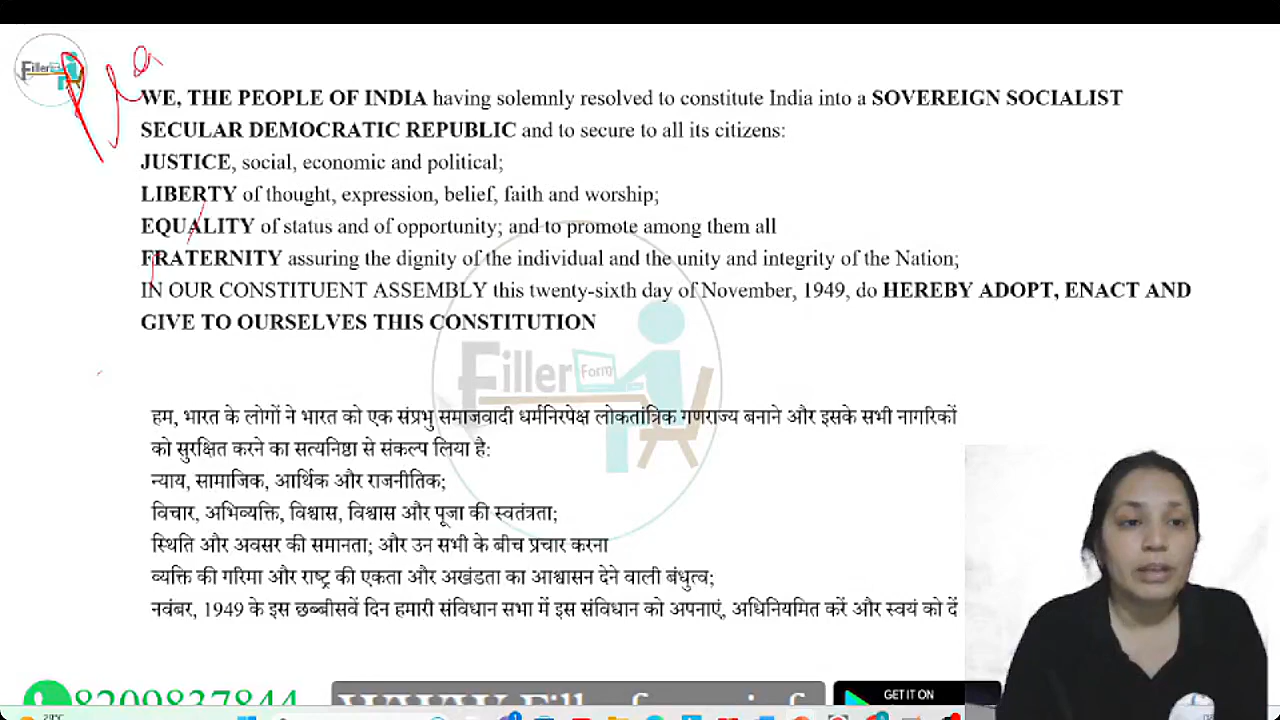 Filler
WE, THE PEOPLE OF INDIA having solemnly resolved to constitute India into a SOVEREIGN SOCIALIST
SECULAR DEMOCRATIC REPUBLIC and to secure to all its citizens:
JUSTICE, social, economic and political;
LIBERTY of thought, expression, belief, faith and worship;
EQUALITY of status and of opportunity; and to promote among them all
FRATERNITY assuring the dignity of the individual and the unity and integrity of the Nation;
IN OUR CONSTITUENT ASSEMBLY this twenty-sixth day of November, 1949, do HEREBY ADOPT, ENACT AND
GIVE TO OURSELVES THIS CONSTITUTION
Filler Form
हम, भारत के लोगों ने भारत को एक संप्रभु समाजवादी धर्मनिरपेक्ष लोकतांत्रिक गणराज्य बनाने और इसके सभी नागरिकों
को सुरक्षित करने का सत्यनिष्ठा से संकल्प लिया है:
न्याय, सामाजिक, आर्थिक और राजनीतिक;
विचार, अभिव्यक्ति, विश्वास, विश्वास और पूजा की स्वतंत्रता;
स्थिति और अवसर की समानता; और उन सभी के बीच प्रचार करना
व्यक्ति की गरिमा और राष्ट्र की एकता और अखंडता का आश्वासन देने वाली बंधुत्व;
नवंबर, 1949 के इस छब्बीसवें दिन हमारी संविधान सभा में इस संविधान को अपनाएं, अधिनियमित करें और स्वयं को दें
8209837844
GET IT ON